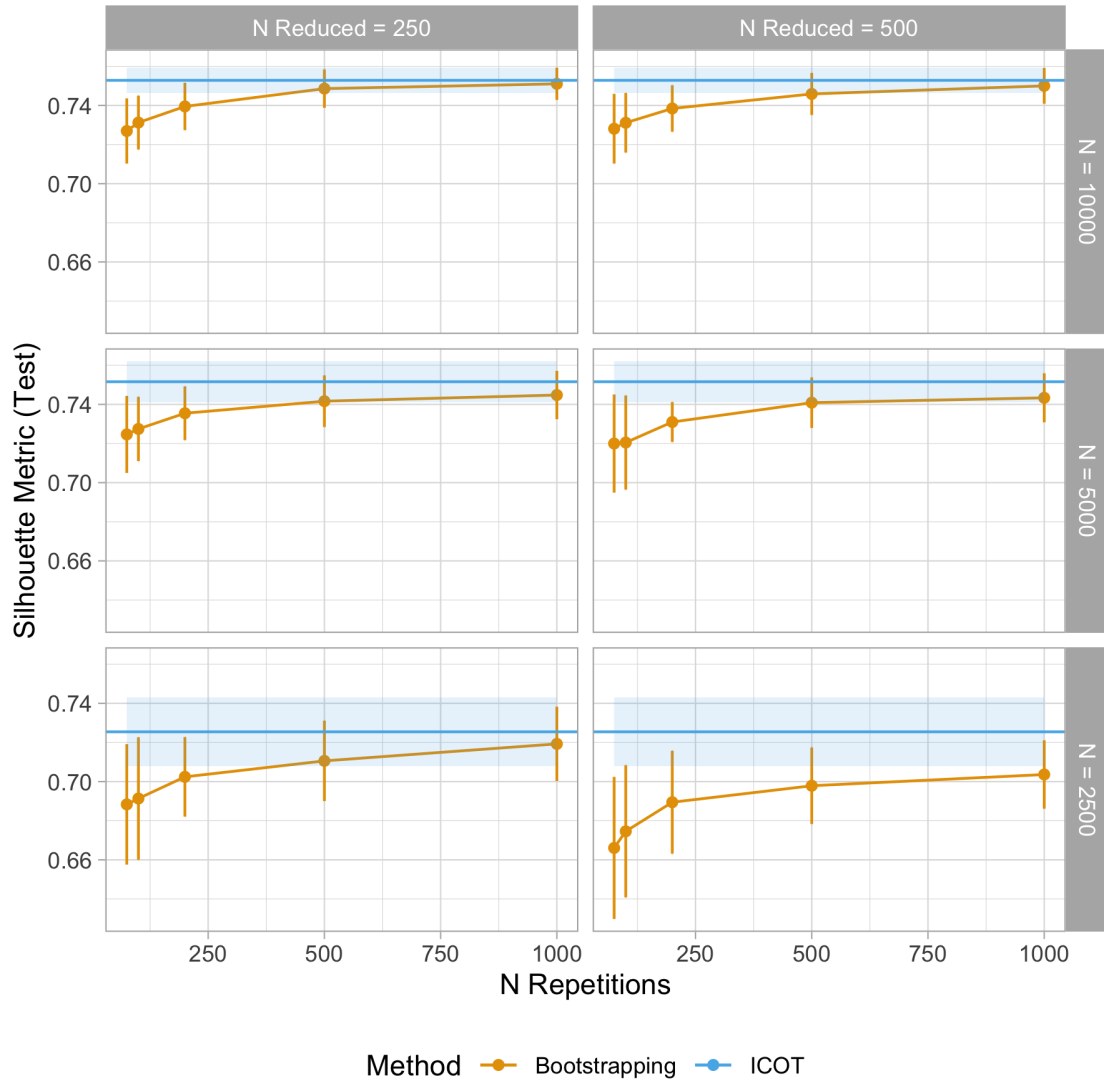 N Reduced = 250
N Reduced = 500
0.74
0.70
0.66
N = 10000
Silhouette Metric (Test)
0.74
0.70
0.66
N = 5000
0.74
0.70
0.66
N = 2500
250 500 750 1000 250 500 750 1000
N Repetitions
Method Bootstrapping ICOT